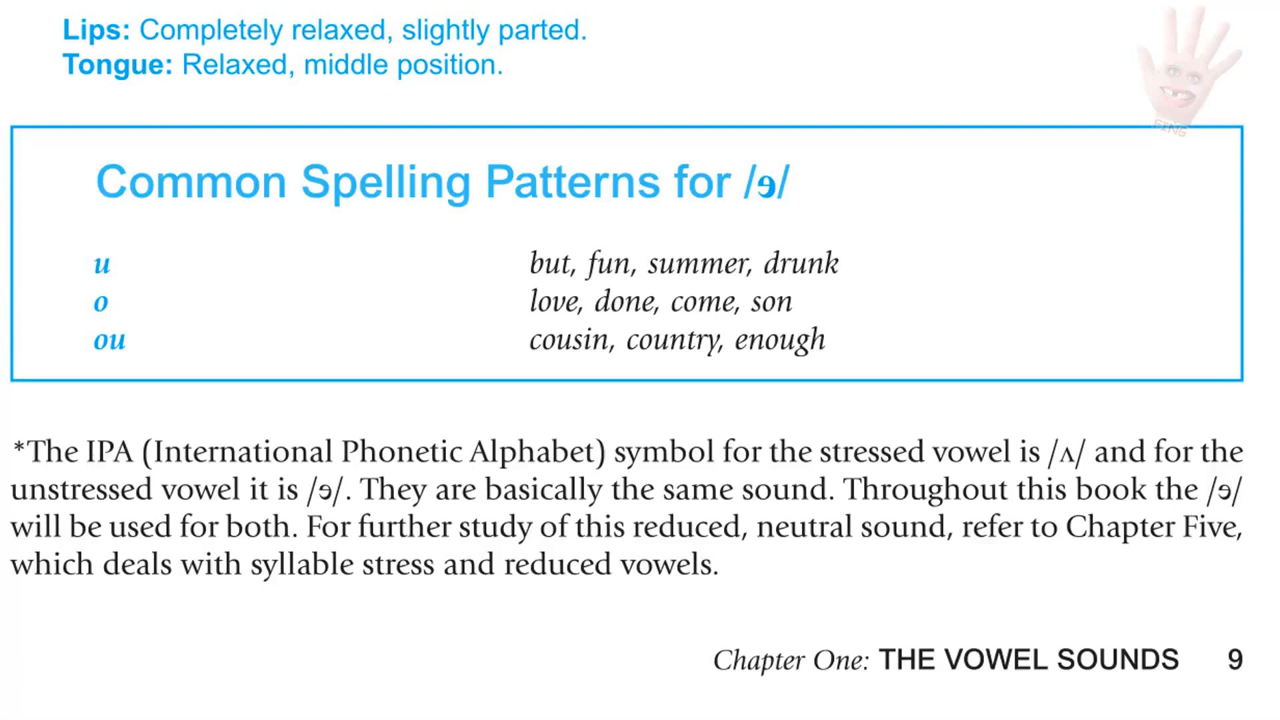 Lips: Completely relaxed, slightly parted.
Tongue: Relaxed, middle position.
SING
Common Spelling Patterns for /ɘ/
u but, fun, summer, drunk
o love, done, come, son
ou cousin, country, enough
*The IPA (International Phonetic Alphabet) symbol for the stressed vowel is /ʌ/ and for the
unstressed vowel it is /ɘ/. They are basically the same sound. Throughout this book the /ɘ/
will be used for both. For further study of this reduced, neutral sound, refer to Chapter Five,
which deals with syllable stress and reduced vowels.
Chapter One: THE VOWEL SOUNDS 9